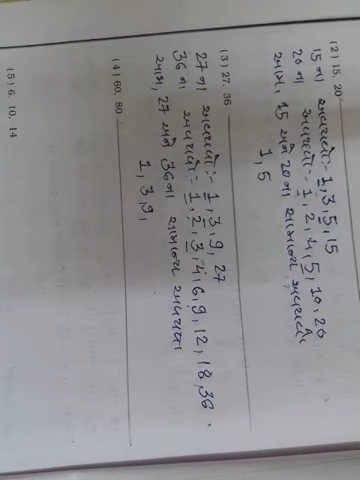 (2) 15, 20
15 ના અવયવો:- 1, 3, 5, 15
20 ના અવયવો:- 1, 2, 4, 5, 10, 20
આમ, 15 અને 20 ના સામાન્ય અવયવો
1, 5
(3) 27, 36
27 ના અવયવો:- 1, 3, 9, 27
36 ના અવયવો:- 1, 2, 3, 4, 6, 9, 12, 18, 36.
આમ, 27 અને 36 ના સામાન્ય અવયવો
1, 3, 9,
(4) 60, 80
(5) 6, 10, 14